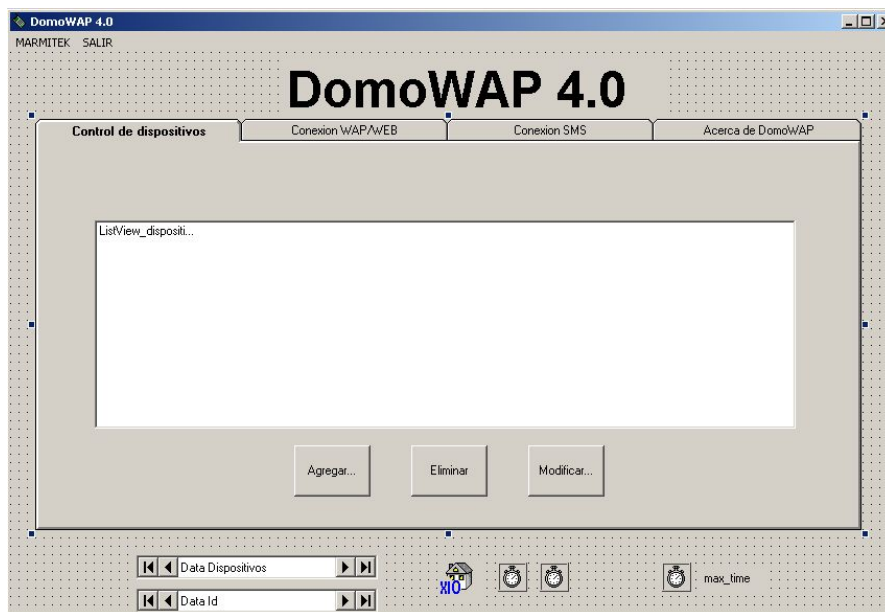 DomoWAP 4.0
MARMITEK SALIR
DomoWAP 4.0
Control de dispositivos Conexion WAP/WEB Conexion SMS Acerca de DomoWAP
ListView_dispositi...
Agregar... Eliminar Modificar...
Data Dispositivos
X10 max_time
Data Id